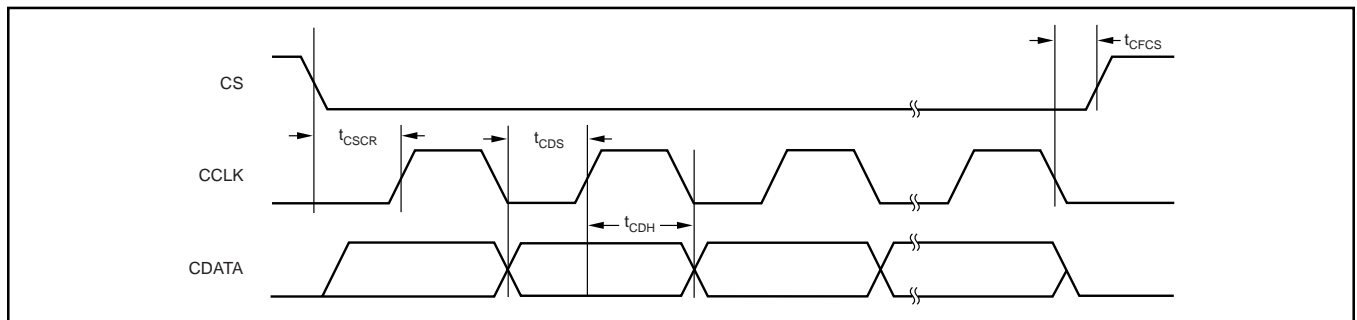 tCFCS
CS
tCSCR
tCDS
CCLK
tCDH
CDATA